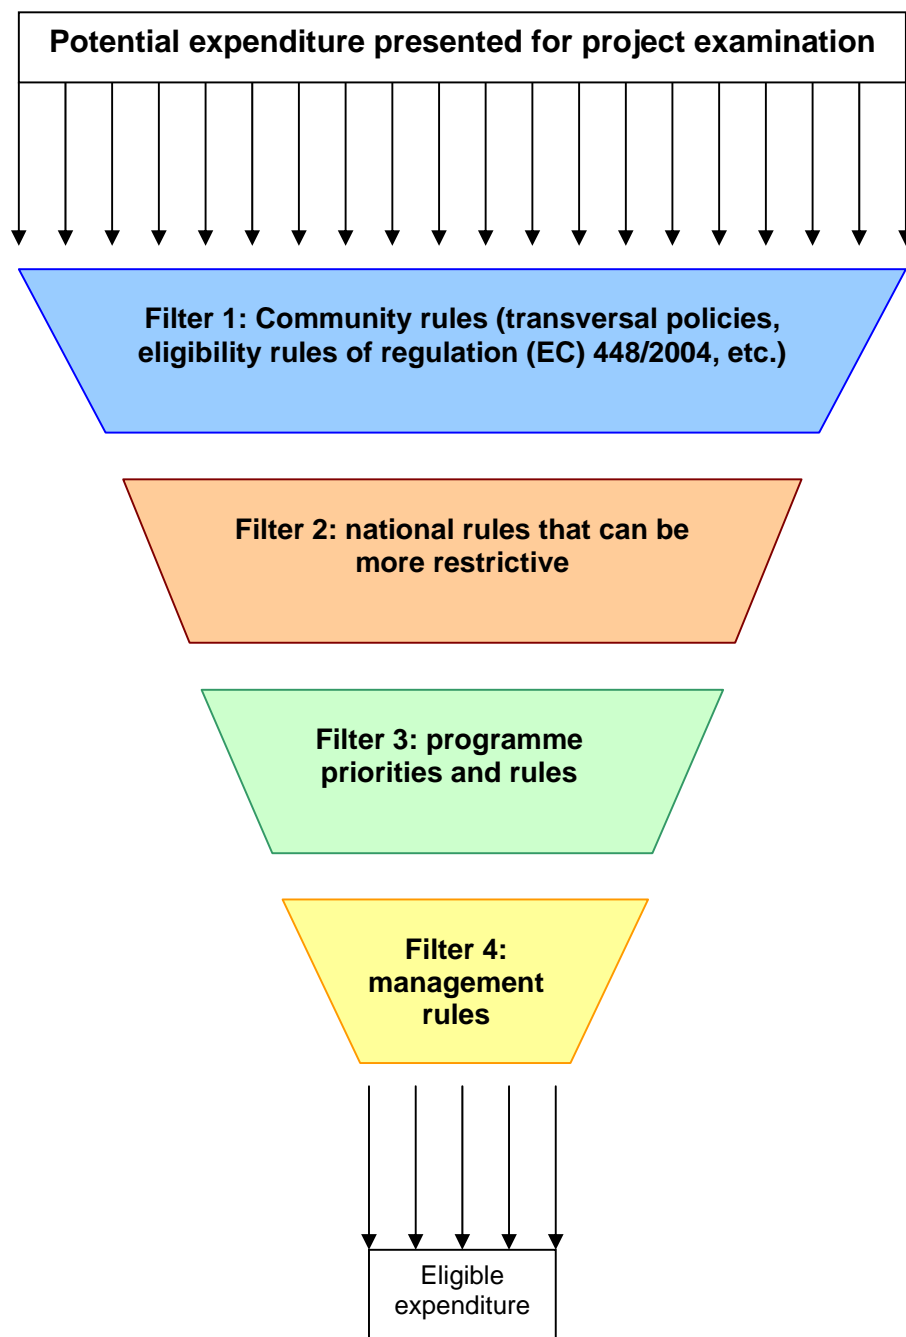 Potential expenditure presented for project examination
Filter 1: Community rules (transversal policies,
eligibility rules of regulation (EC) 448/2004, etc.)
Filter 2: national rules that can be
more restrictive
Filter 3: programme
priorities and rules
Filter 4:
management
rules
Eligible
expenditure